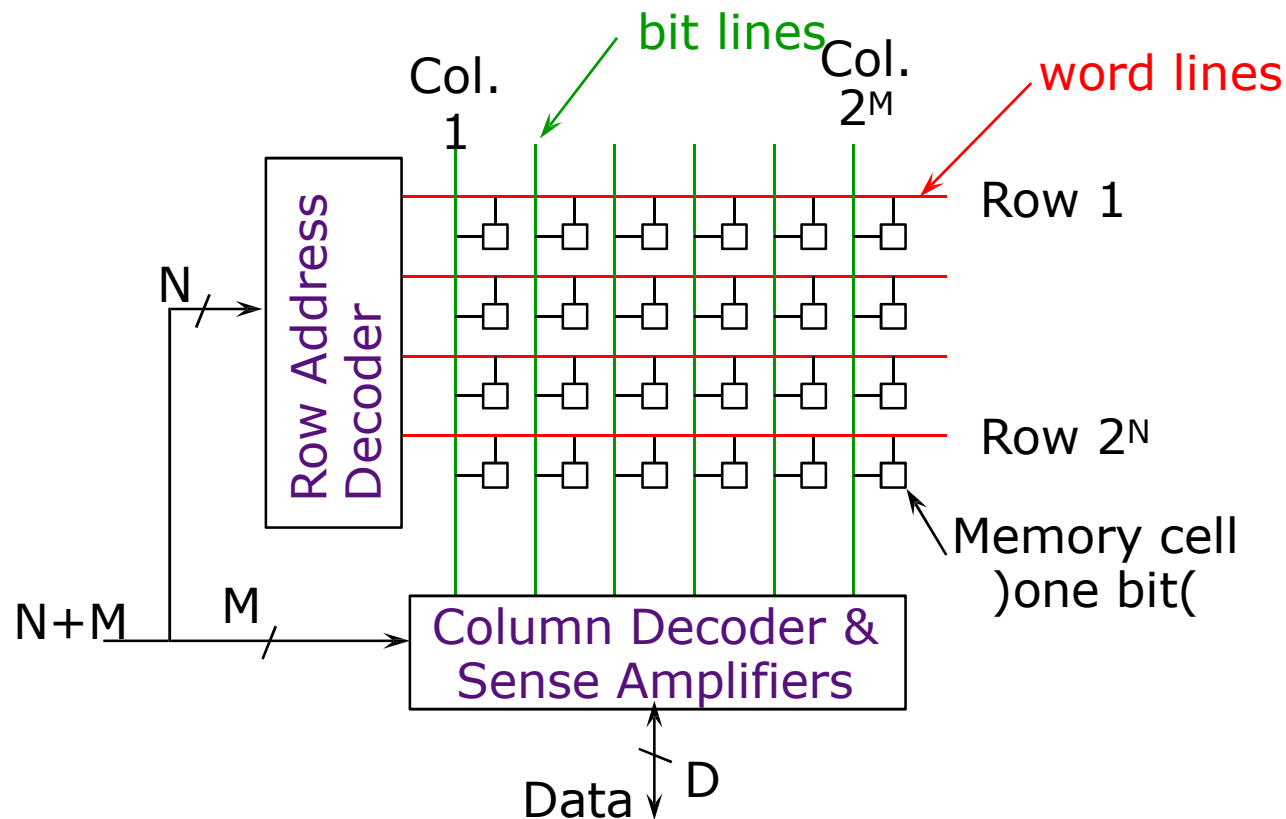 bit lines
Col.
1
Col.
2ᴹ
word lines
Row 1
Row Address
Decoder
N
Row 2ᴺ
Memory cell
)one bit(
N+M
M
Column Decoder &
Sense Amplifiers
D
Data